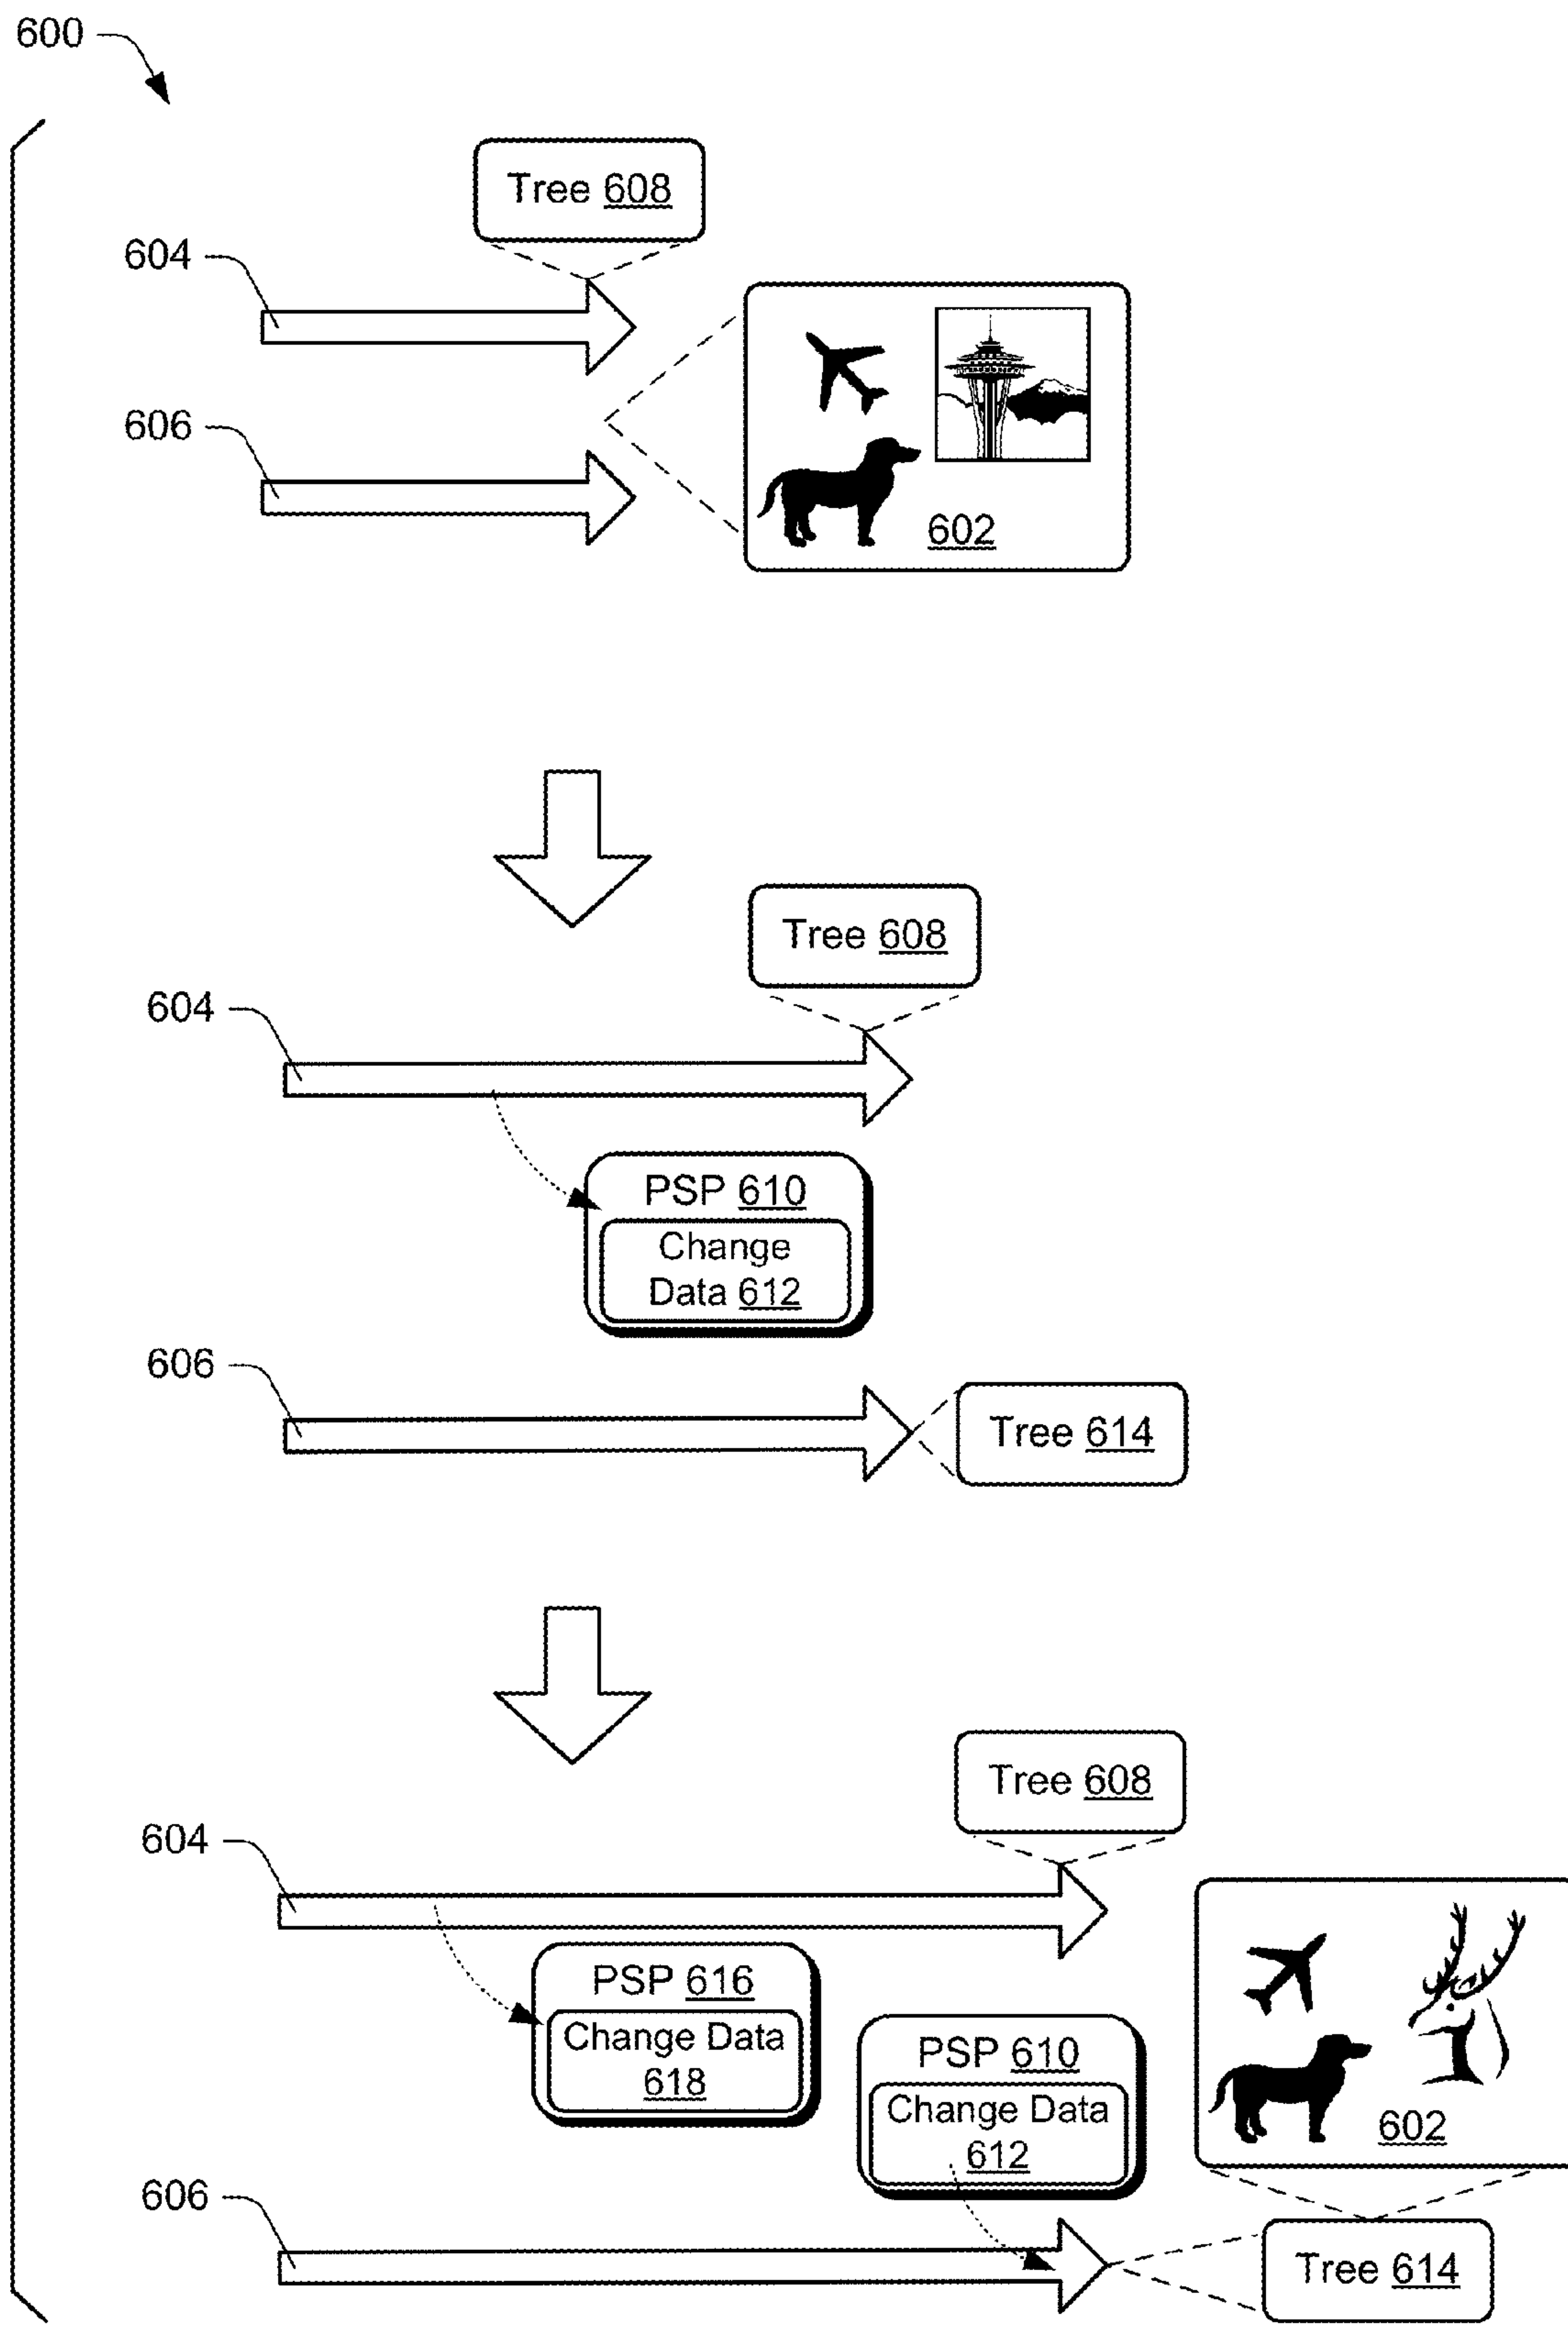 600
Tree 608
604
606
602
Tree 608
604
PSP 610
Change
Data 612
606
Tree 614
Tree 608
604
PSP 616
Change Data
618
PSP 610
Change Data
612
602
606
Tree 614